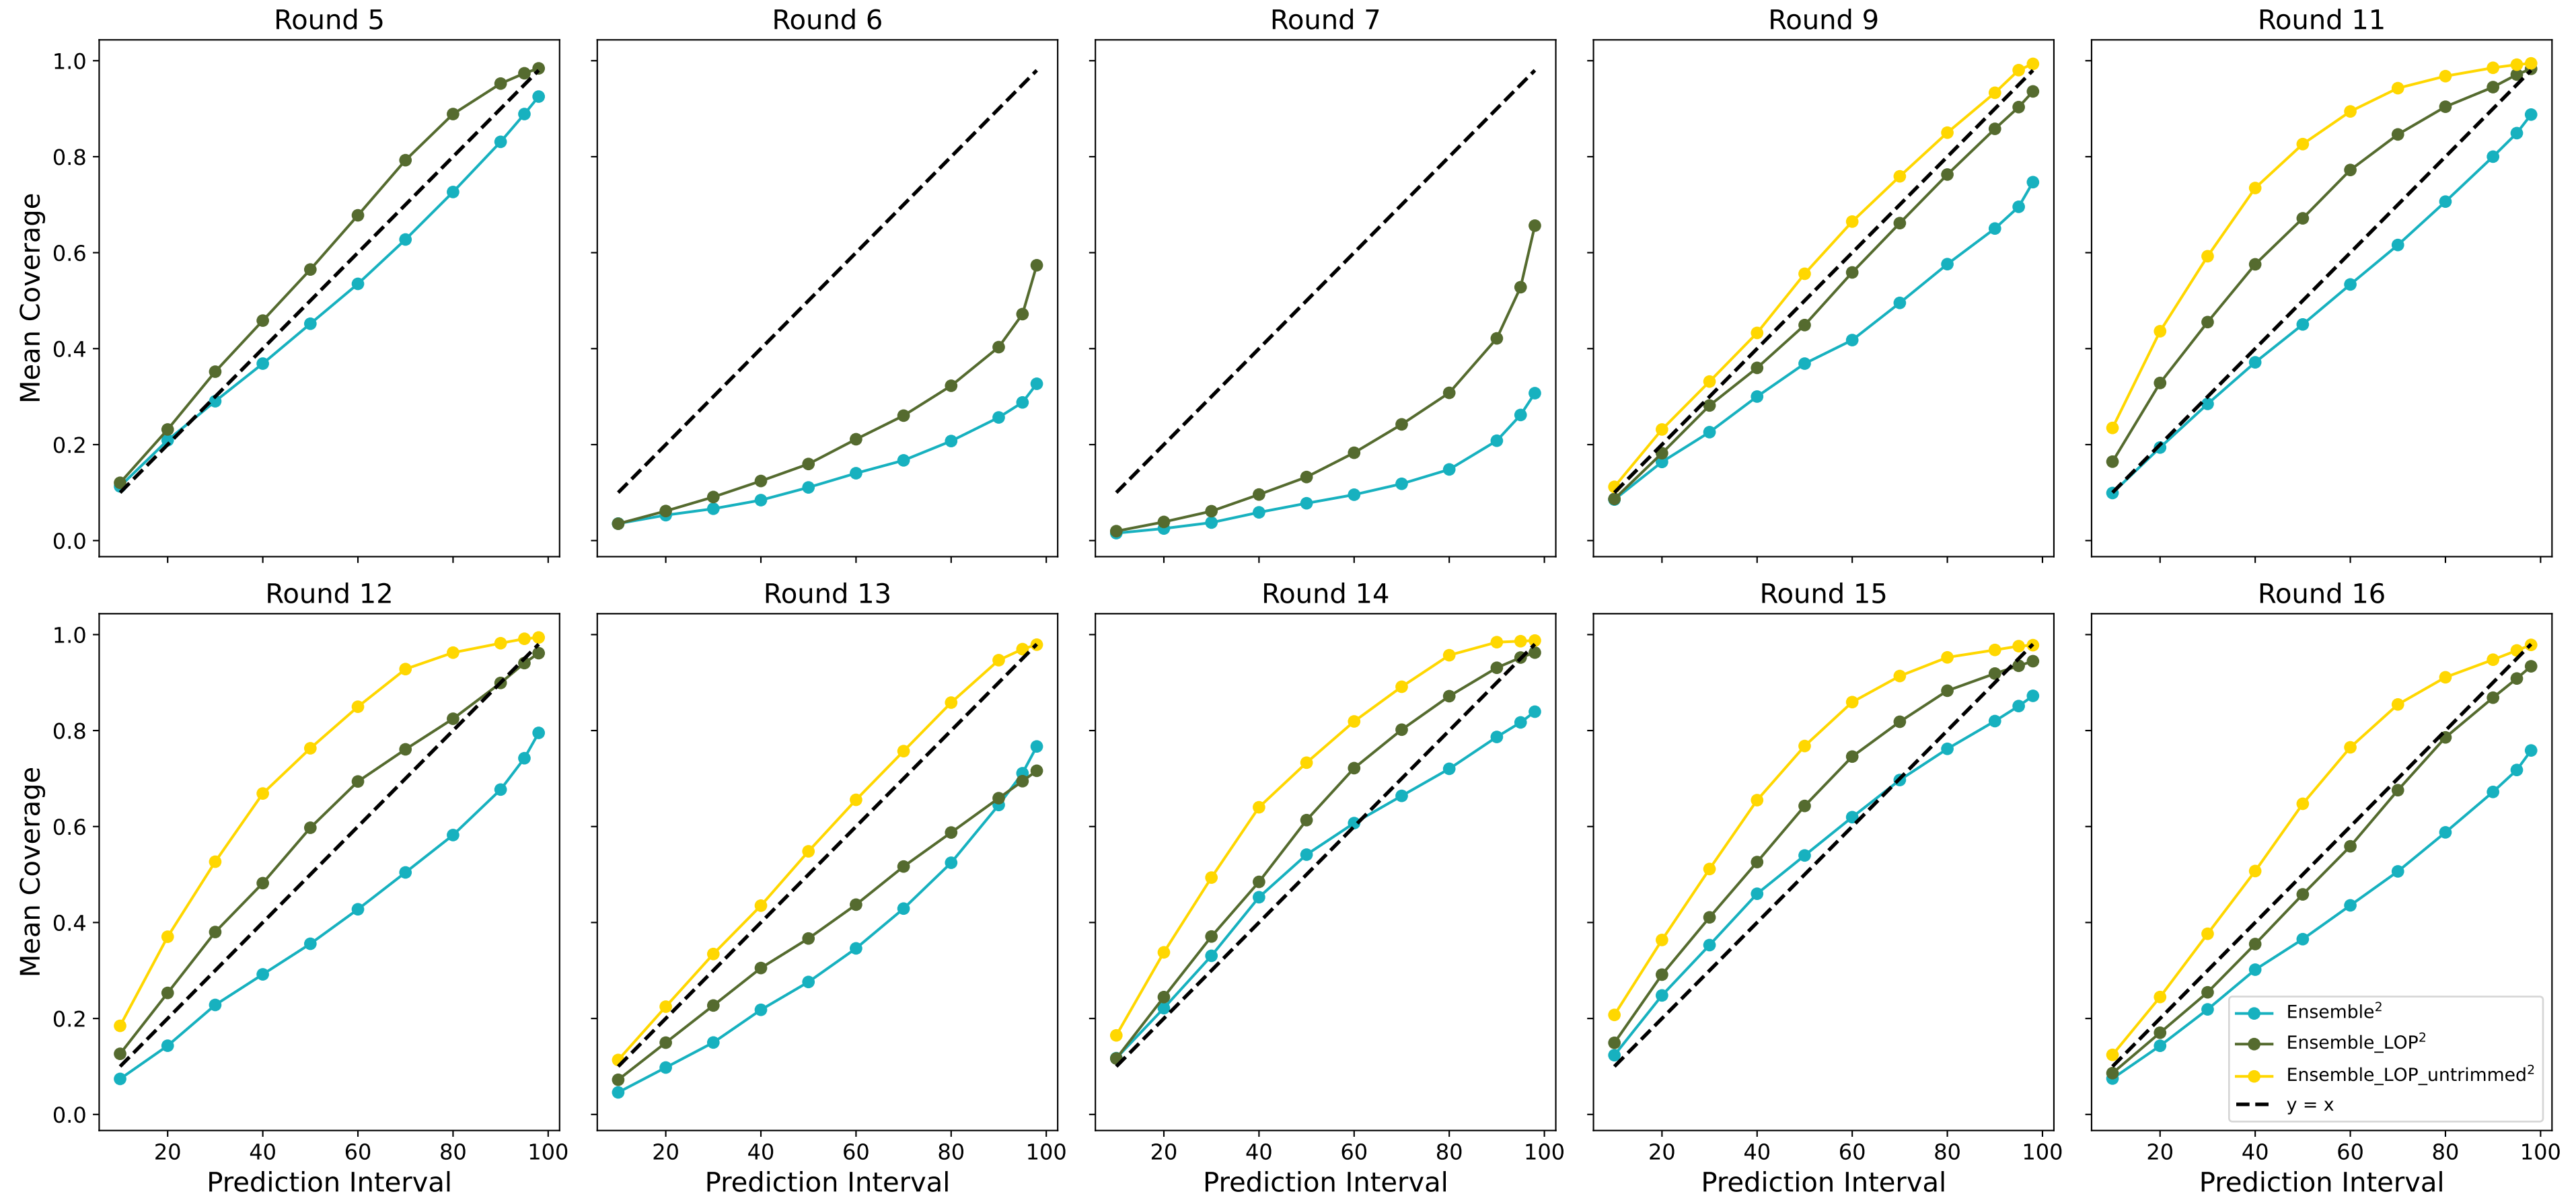 Round 5
Round 6
Round 7
Round 9
Round 11
1.0
0.8
0.6
0.4
0.2
0.0
Mean Coverage
Round 12
Round 13
Round 14
Round 15
Round 16
1.0
0.8
0.6
0.4
0.2
0.0
Mean Coverage
Ensemble²
Ensemble_LOP²
Ensemble_LOP_untrimmed²
y = x
20 40 60 80 100
20 40 60 80 100
20 40 60 80 100
20 40 60 80 100
20 40 60 80 100
Prediction Interval
Prediction Interval
Prediction Interval
Prediction Interval
Prediction Interval